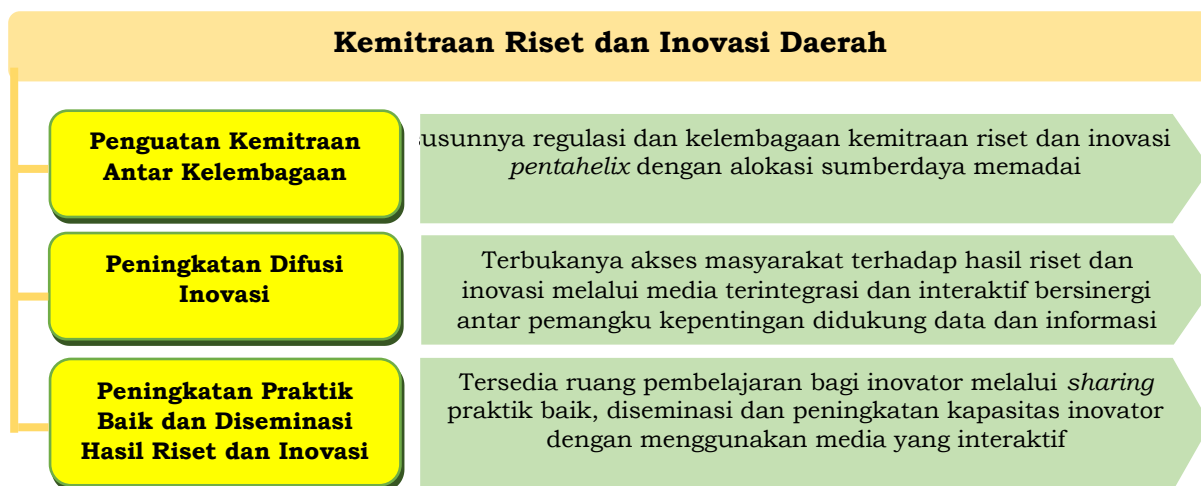 Kemitraan Riset dan Inovasi Daerah
Penguatan Kemitraan
Antar Kelembagaan
susunnya regulasi dan kelembagaan kemitraan riset dan inovasi
pentahelix dengan alokasi sumberdaya memadai
Peningkatan Difusi
Inovasi
Terbukanya akses masyarakat terhadap hasil riset dan
inovasi melalui media terintegrasi dan interaktif bersinergi
antar pemangku kepentingan didukung data dan informasi
Peningkatan Praktik
Baik dan Diseminasi
Hasil Riset dan Inovasi
Tersedia ruang pembelajaran bagi inovator melalui sharing
praktik baik, diseminasi dan peningkatan kapasitas inovator
dengan menggunakan media yang interaktif